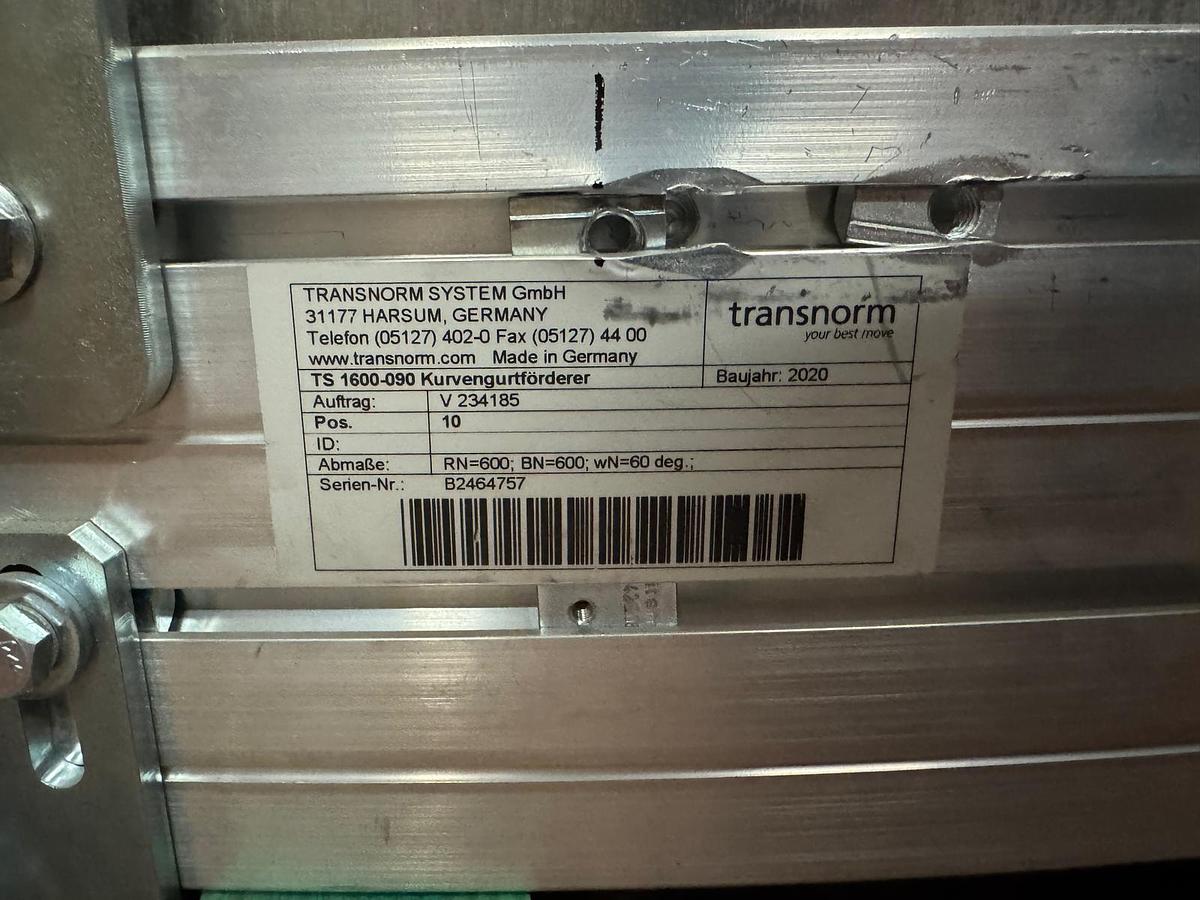 TRANSNORM SYSTEM GmbH
31177 HARSUM, GERMANY
Telefon (05127) 402-0 Fax (05127) 44 00
www.transnorm.com Made in Germany
transnorm
your best move
TS 1600-090 Kurvengurtförderer
Baujahr: 2020
Auftrag: V 234185
Pos. 10
ID:
Abmaße: RN=600; BN=600; wN=60 deg.;
Serien-Nr.: B2464757